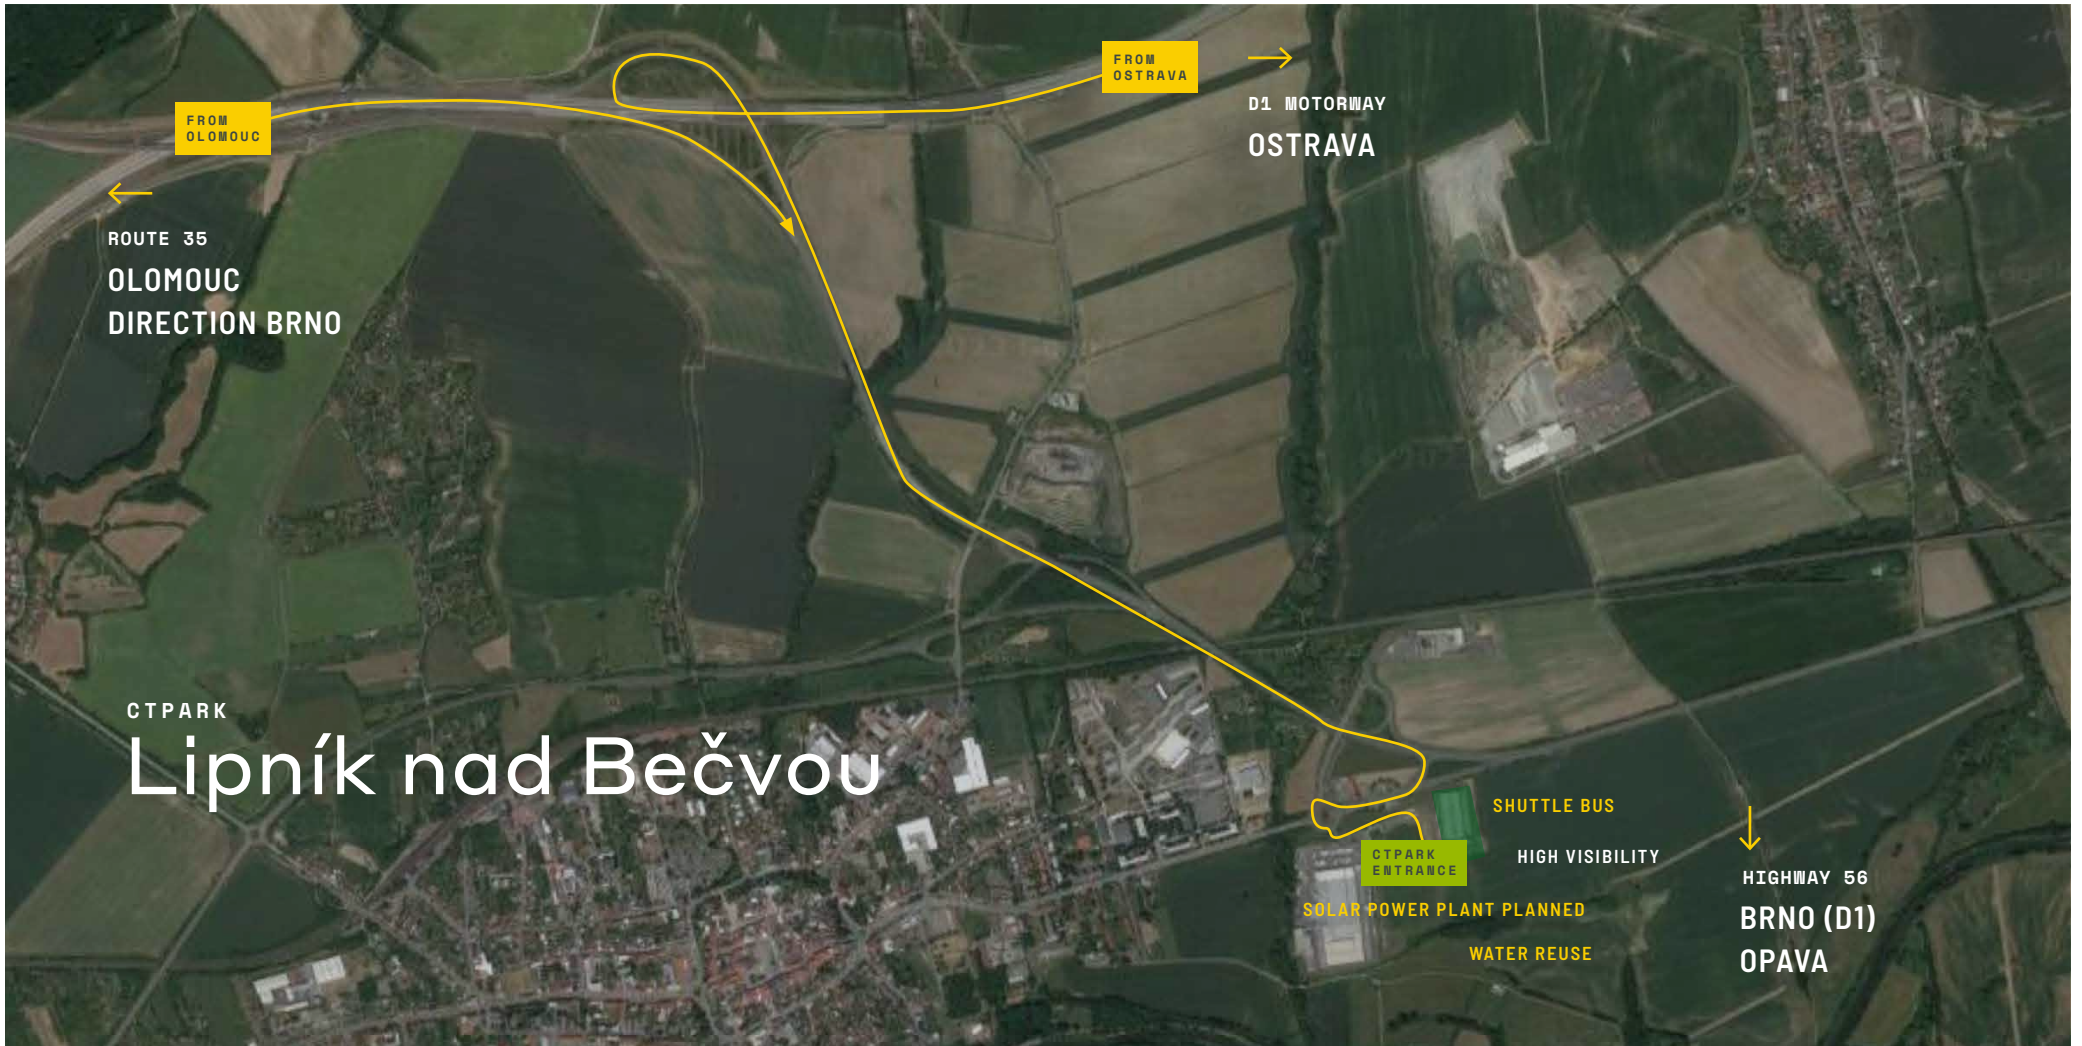 FROM
OSTRAVA
D1 MOTORWAY
OSTRAVA
FROM
OLOMOUC
ROUTE 35
OLOMOUC
DIRECTION BRNO
CTPARK
Lipník nad Bečvou
SHUTTLE BUS
HIGH VISIBILITY
CTPARK
ENTRANCE
SOLAR POWER PLANT PLANNED
WATER REUSE
HIGHWAY 56
BRNO (D1)
OPAVA